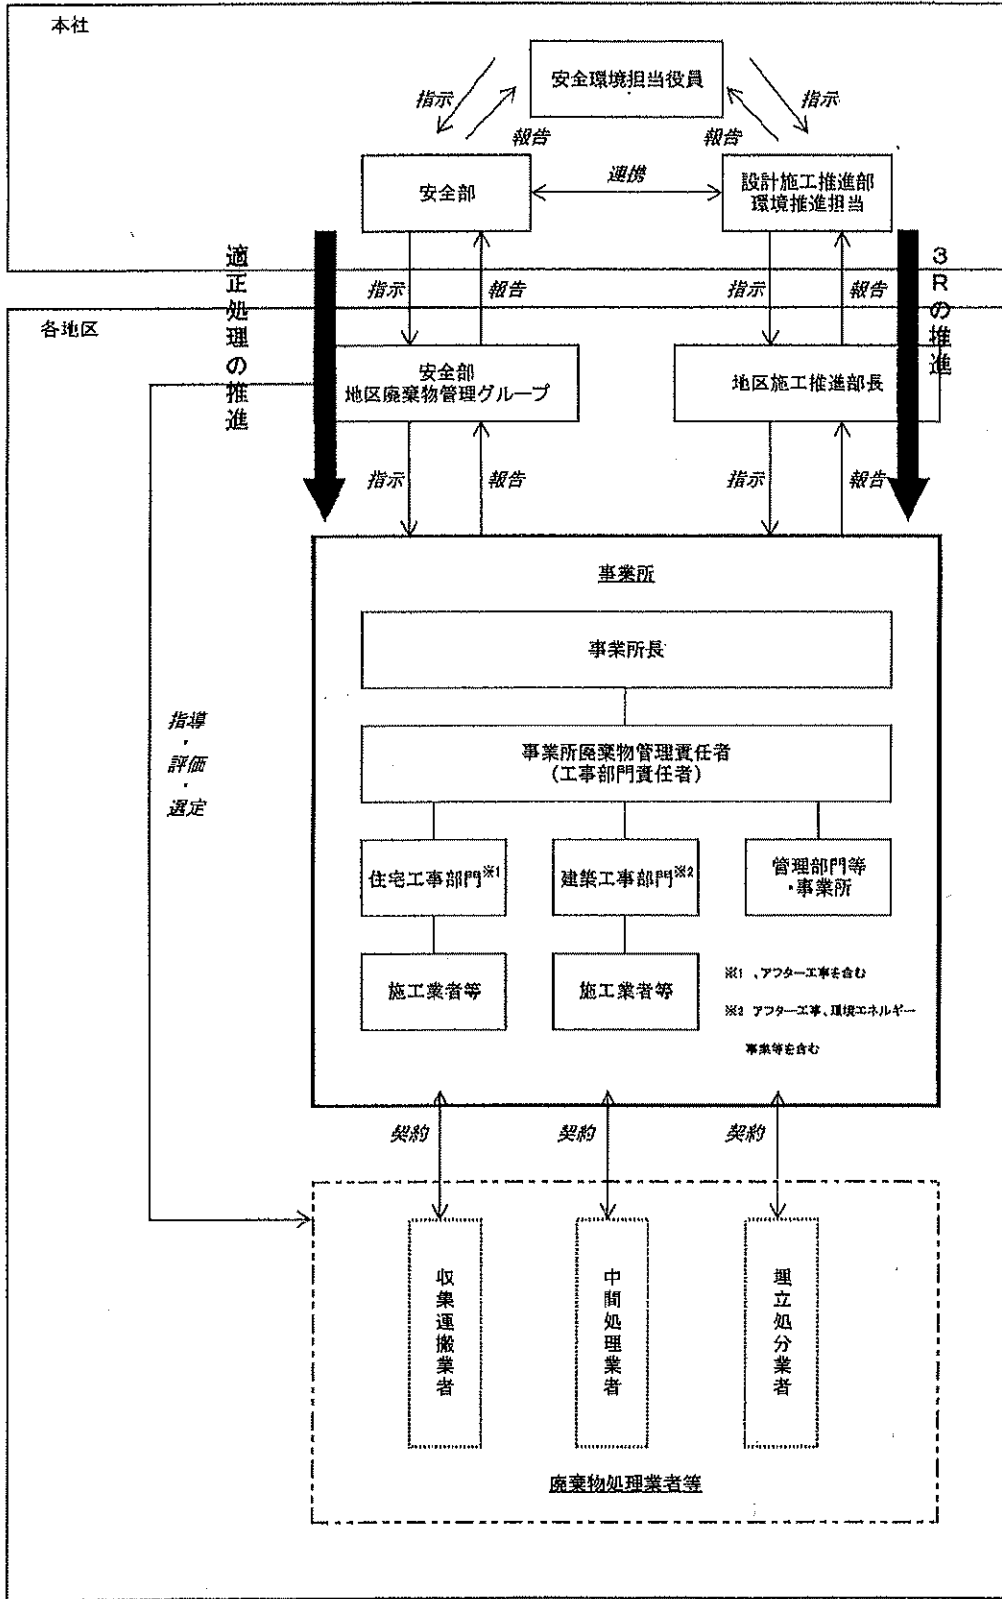 本社
安全環境担当役員
指示
報告
報告
指示
安全部
連携
設計施工推進部
環境推進担当
適正処理の推進
3Rの推進
指示
報告
指示
報告
各地区
安全部
地区廃棄物管理グループ
地区施工推進部長
指示
報告
指示
報告
事業所
事業所長
事業所廃棄物管理責任者
(工事部門責任者)
指導
・
評価
・
選定
住宅工事部門※1
建築工事部門※2
管理部門等
・事業所
施工業者等
施工業者等
※1 、アフター工事を含む
※2 アフター工事、環境エネルギー
事業等を含む
契約
契約
契約
収集運搬業者
中間処理業者
埋立処分業者
廃棄物処理業者等